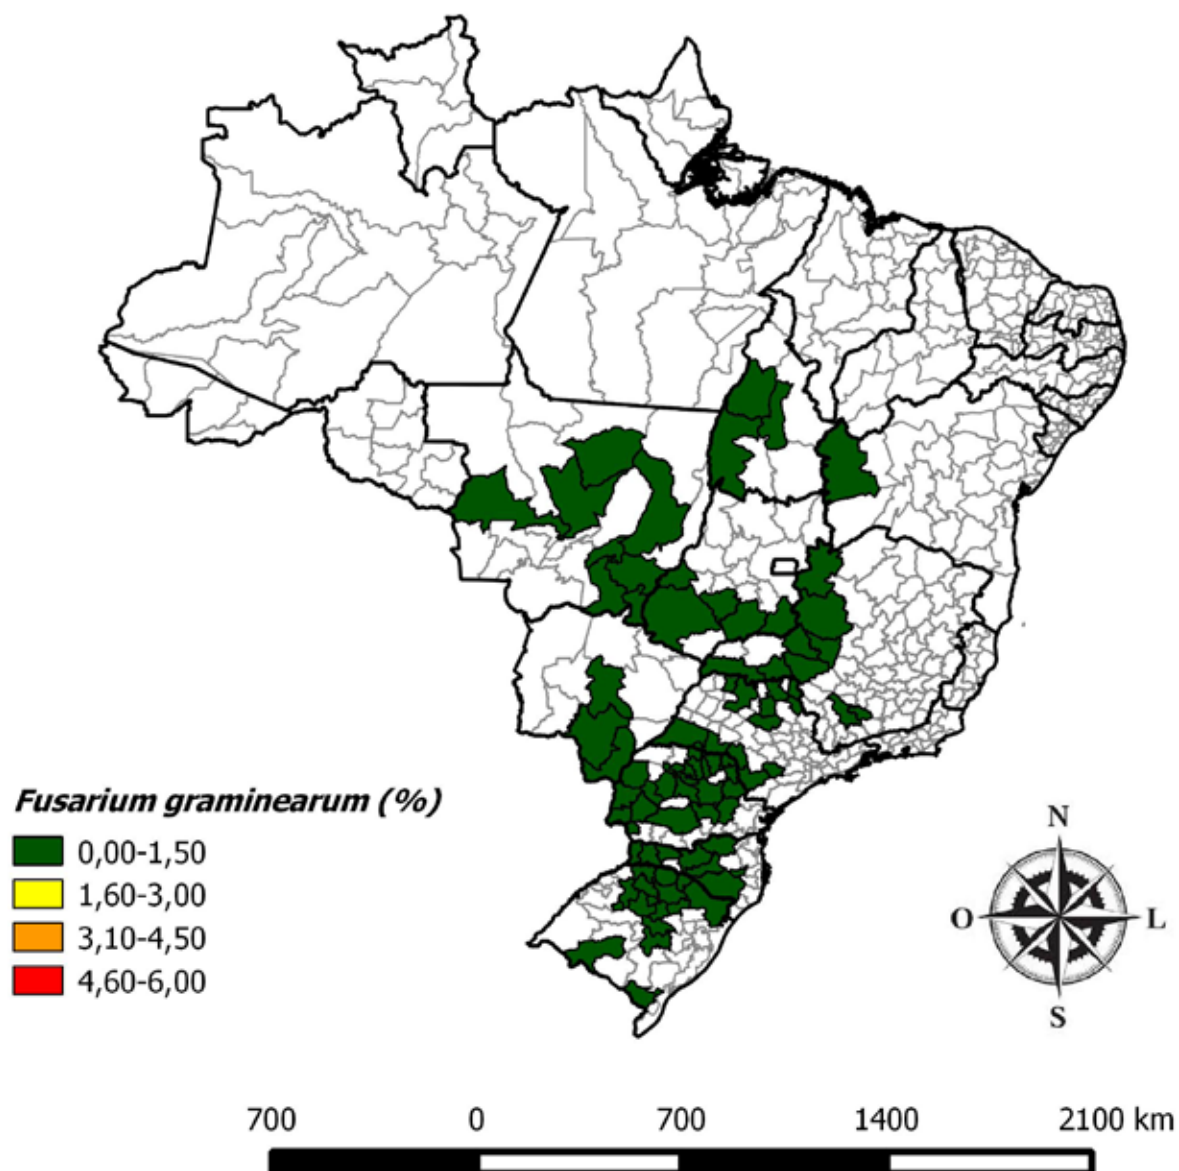 Fusarium graminearum (%)
0,00-1,50
1,60-3,00
3,10-4,50
4,60-6,00
N
O
L
S
700 0 700 1400 2100 km